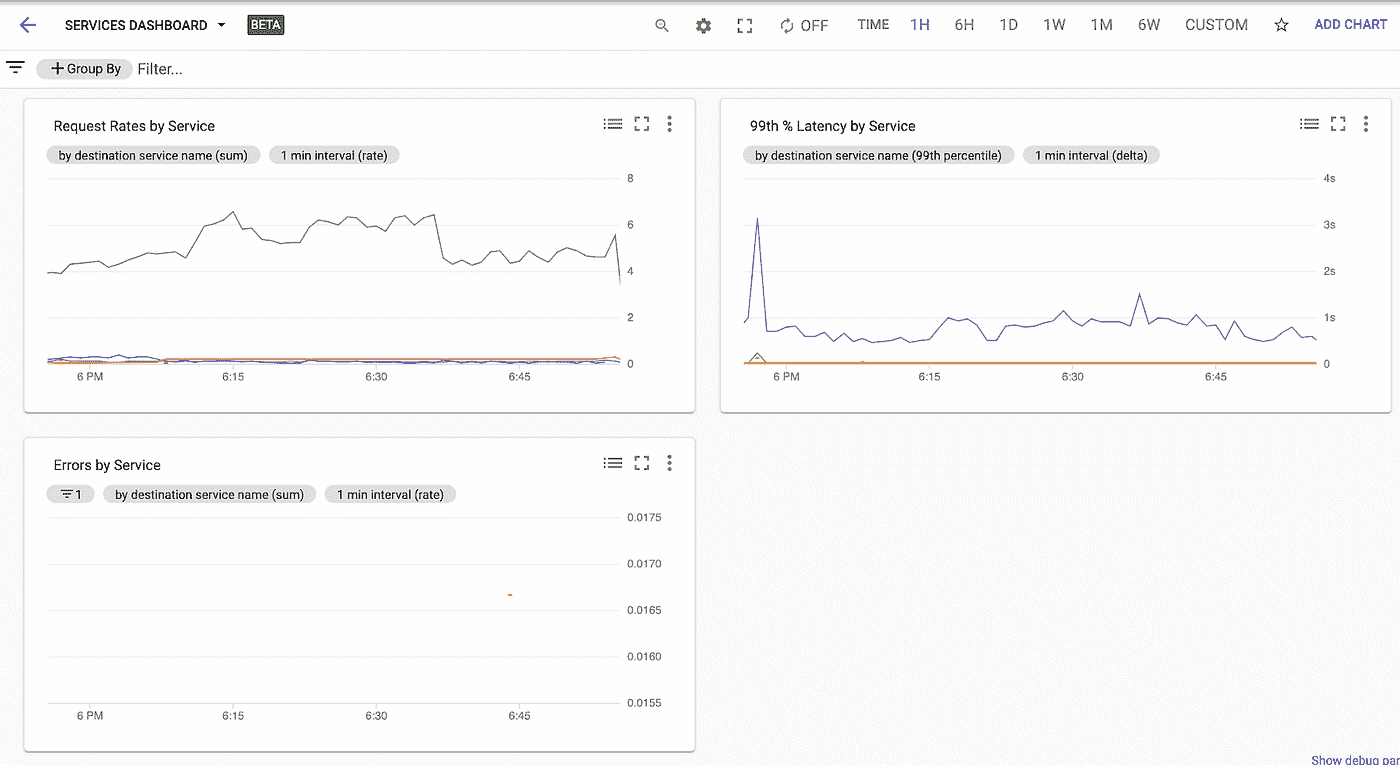 SERVICES DASHBOARD BETA OFF TIME 1H 6H 1D 1W 1M 6W CUSTOM ADD CHART
+ Group By Filter...
Request Rates by Service
by destination service name (sum) 1 min interval (rate)
8
6
4
2
0
6 PM 6:15 6:30 6:45
99th % Latency by Service
by destination service name (99th percentile) 1 min interval (delta)
4s
3s
2s
1s
0
6 PM 6:15 6:30 6:45
Errors by Service
1 by destination service name (sum) 1 min interval (rate)
0.0175
0.0170
0.0165
0.0160
0.0155
6 PM 6:15 6:30 6:45
Show debug